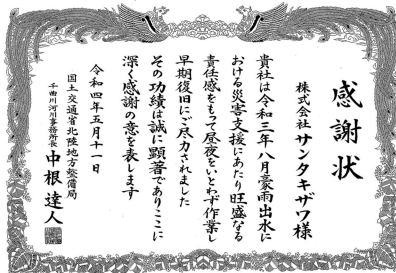 感謝状
株式会社 サンタキザワ様
貴社は令和三年八月豪雨出水に
おける災害支援にあたり旺盛なる
責任感をもって昼夜をいとわず作業し
早期復旧にご尽力されました
その功績は誠に顕著でありここに
深く感謝の意を表します
令和四年五月十一日
国土交通省北陸地方整備局
千曲川河川事務所長 中根達人